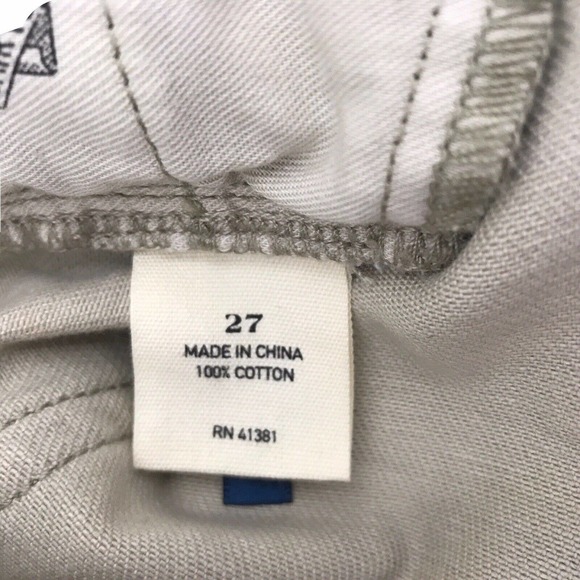 27
MADE IN CHINA
100% COTTON
RN 41381